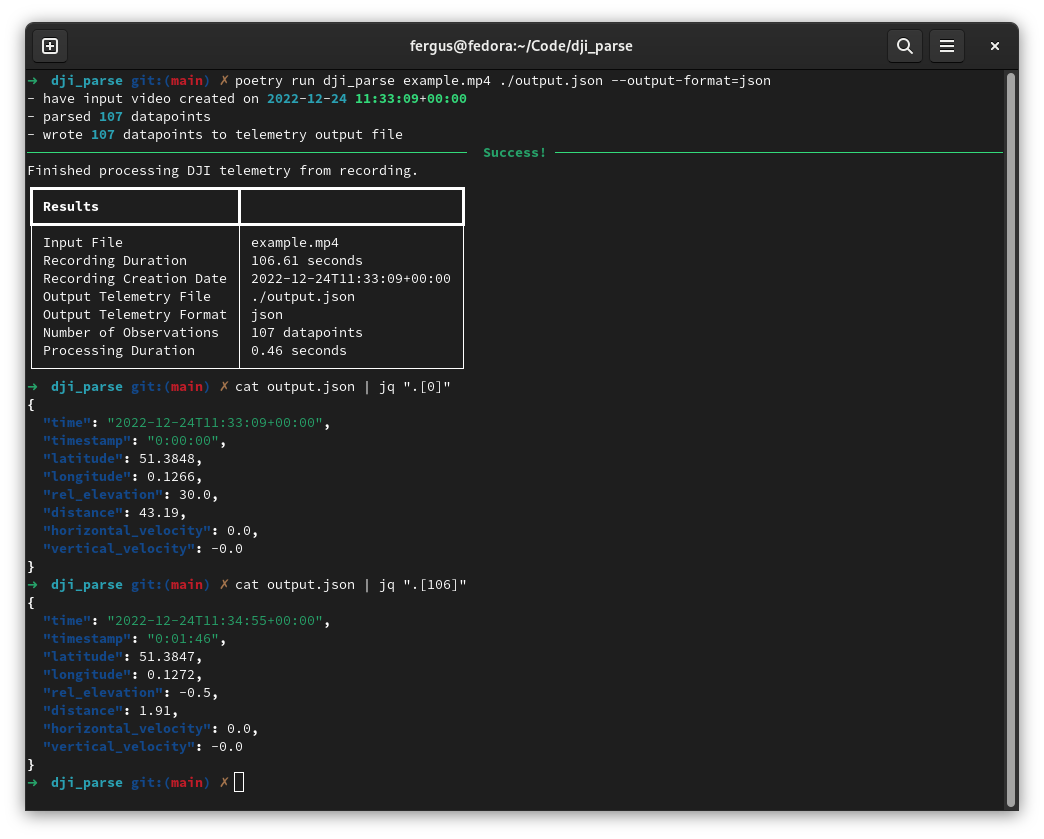 fergus@fedora:~/Code/dji_parse
→ dji_parse git:(main) ✗ poetry run dji_parse example.mp4 ./output.json --output-format=json
- have input video created on 2022-12-24 11:33:09+00:00
- parsed 107 datapoints
- wrote 107 datapoints to telemetry output file
Success!
Finished processing DJI telemetry from recording.
Results
Input File example.mp4
Recording Duration 106.61 seconds
Recording Creation Date 2022-12-24T11:33:09+00:00
Output Telemetry File ./output.json
Output Telemetry Format json
Number of Observations 107 datapoints
Processing Duration 0.46 seconds
→ dji_parse git:(main) ✗ cat output.json | jq ".[0]"
{
"time": "2022-12-24T11:33:09+00:00",
"timestamp": "0:00:00",
"latitude": 51.3848,
"longitude": 0.1266,
"rel_elevation": 30.0,
"distance": 43.19,
"horizontal_velocity": 0.0,
"vertical_velocity": -0.0
}
→ dji_parse git:(main) ✗ cat output.json | jq ".[106]"
{
"time": "2022-12-24T11:34:55+00:00",
"timestamp": "0:01:46",
"latitude": 51.3847,
"longitude": 0.1272,
"rel_elevation": -0.5,
"distance": 1.91,
"horizontal_velocity": 0.0,
"vertical_velocity": -0.0
}
→ dji_parse git:(main) ✗